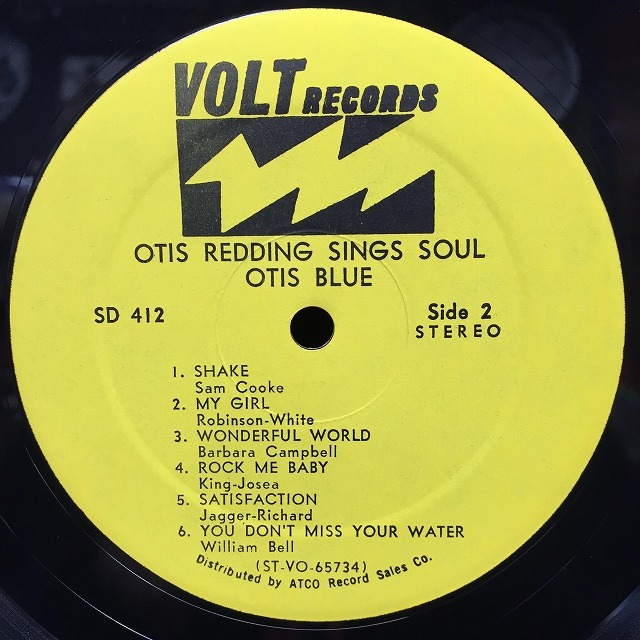 VOLT RECORDS
OTIS REDDING SINGS SOUL
OTIS BLUE
SD 412
Side 2
STEREO
1. SHAKE
Sam Cooke
2. MY GIRL
Robinson-White
3. WONDERFUL WORLD
Barbara Campbell
4. ROCK ME BABY
King-Josea
5. SATISFACTION
Jagger-Richard
6. YOU DON'T MISS YOUR WATER
William Bell
(ST-VO-65734)
Distributed by ATCO Record Sales Co.